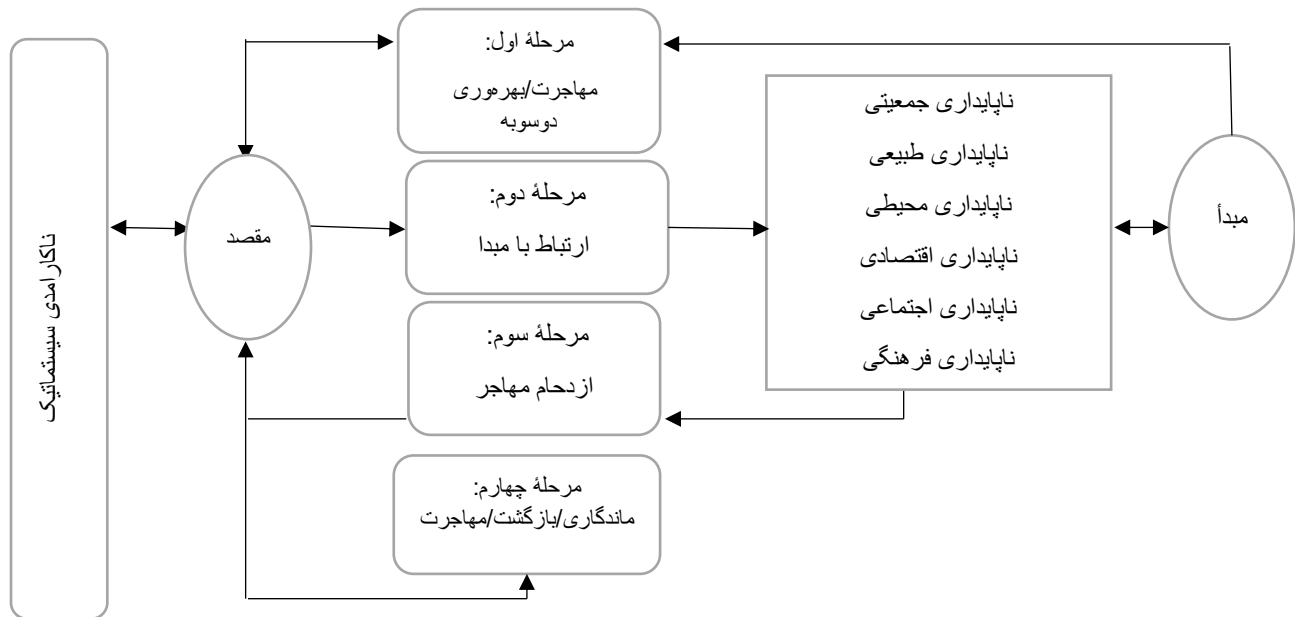 مرحلهٔ اول:
مهاجرت/بهره‌وری
دوسویه
ناپایداری جمعیتی
ناپایداری طبیعی
ناپایداری محیطی
ناپایداری اقتصادی
ناپایداری اجتماعی
ناپایداری فرهنگی
مبدأ
مرحلهٔ دوم:
ارتباط با مبدا
مقصد
ناکارامدی سیستماتیک
مرحلهٔ سوم:
ازدحام مهاجر
مرحلهٔ چهارم:
ماندگاری/بازگشت/مهاجرت